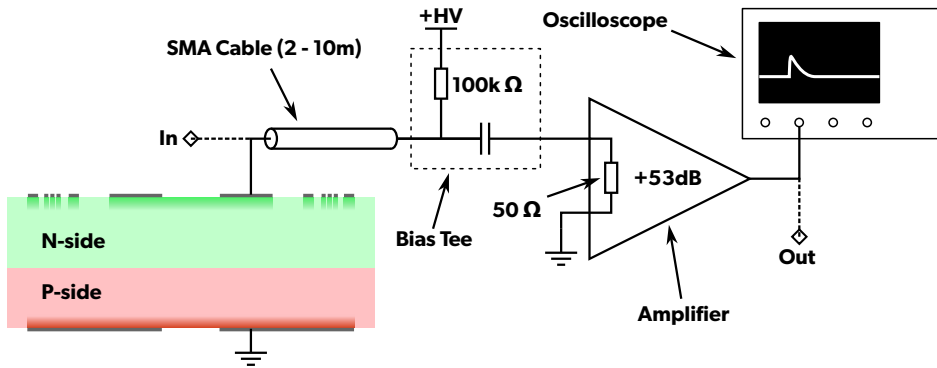 Oscilloscope
+HV
SMA Cable (2 - 10m)
100k Ω
In
+53dB
50 Ω
N-side
Bias Tee
Out
P-side
Amplifier